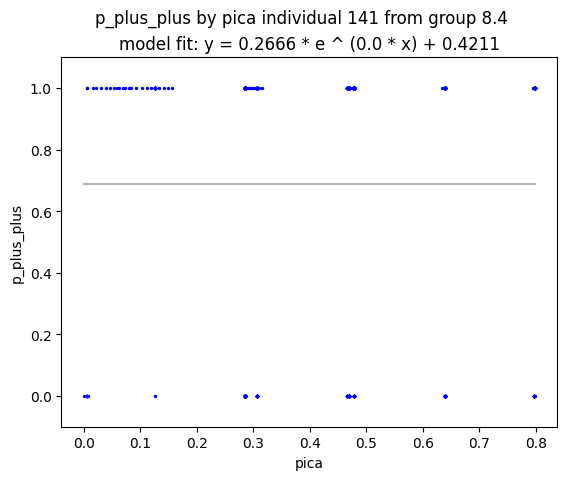 p_plus_plus by pica individual 141 from group 8.4
model fit: y = 0.2666 * e ^ (0.0 * x) + 0.4211
1.0
0.8
0.6
0.4
0.2
0.0
p_plus_plus
0.0 0.1 0.2 0.3 0.4 0.5 0.6 0.7 0.8
pica